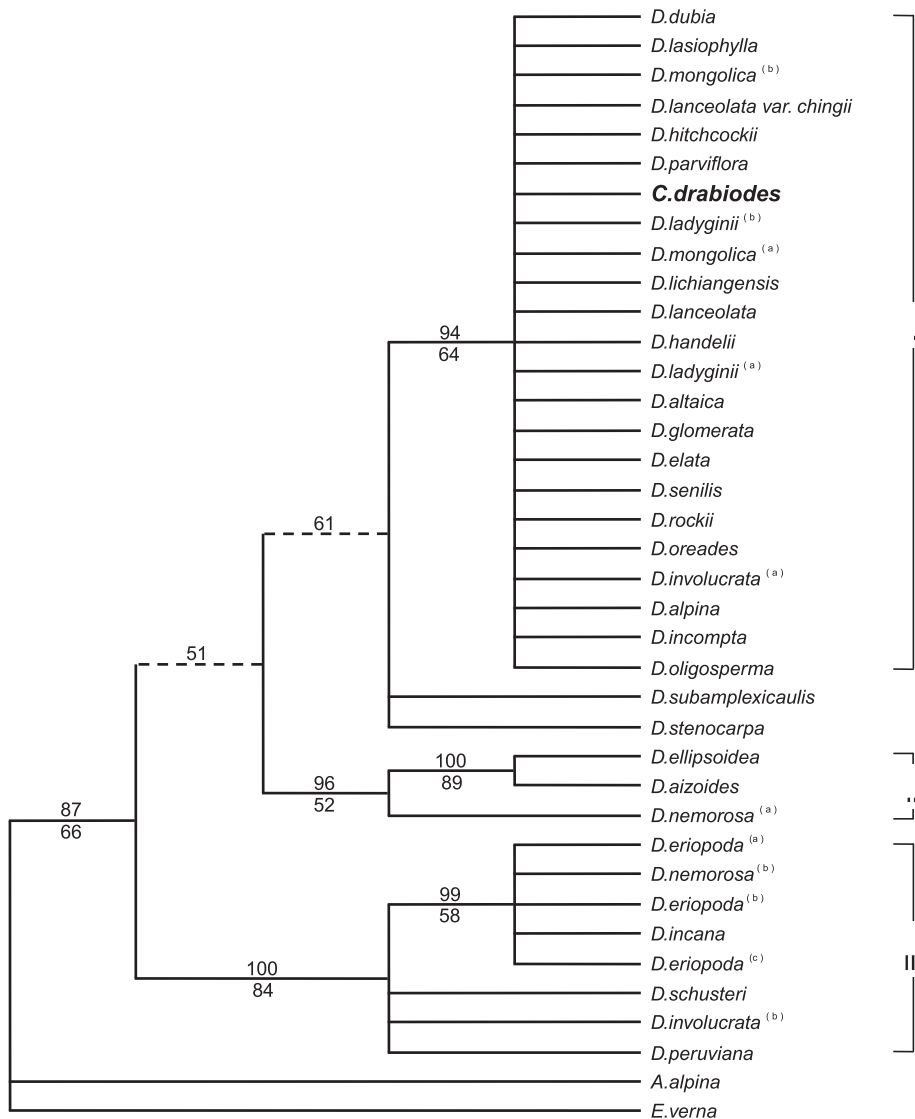 D.dubia
D.lasiophylla
D.mongolica (b)
D.lanceolata var. chingii
D.hitchcockii
D.parviflora
C.drabiodes
D.ladyginii (b)
D.mongolica (a)
D.lichiangensis
D.lanceolata
94
D.handelii
64
D.ladyginii (a)
D.altaica
D.glomerata
D.elata
D.senilis
D.rockii
61
D.oreades
D.involucrata (a)
D.alpina
D.incompta
51
D.oligosperma
D.subamplexicaulis
D.stenocarpa
D.ellipsoidea
100
89
D.aizoides
96
52
D.nemorosa (a)
87
66
D.eriopoda (a)
D.nemorosa (b)
99
58
D.eriopoda (b)
D.incana
100
84
D.eriopoda (c)
D.schusteri
D.involucrata (b)
D.peruviana
A.alpina
E.verna